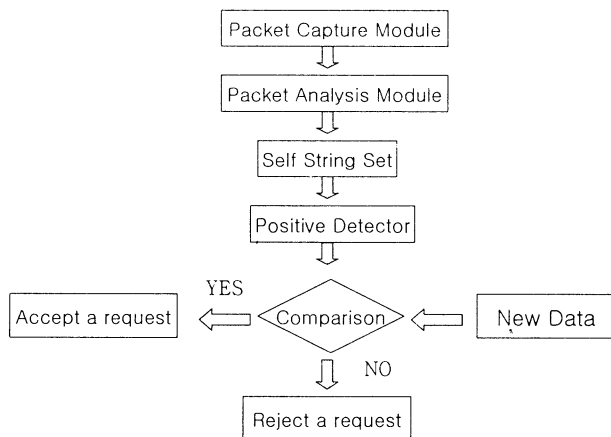 Packet Capture Module
Packet Analysis Module
Self String Set
Positive Detector
YES
Accept a request
Comparison
New Data
NO
Reject a request